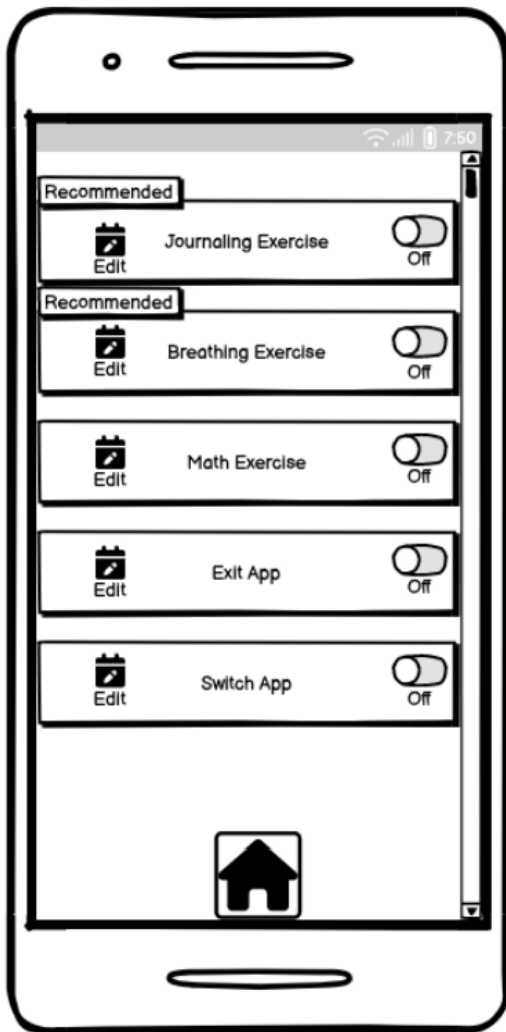 7:50
Recommended
Journaling Exercise
Edit
Off
Recommended
Breathing Exercise
Edit
Off
Math Exercise
Edit
Off
Exit App
Edit
Off
Switch App
Edit
Off